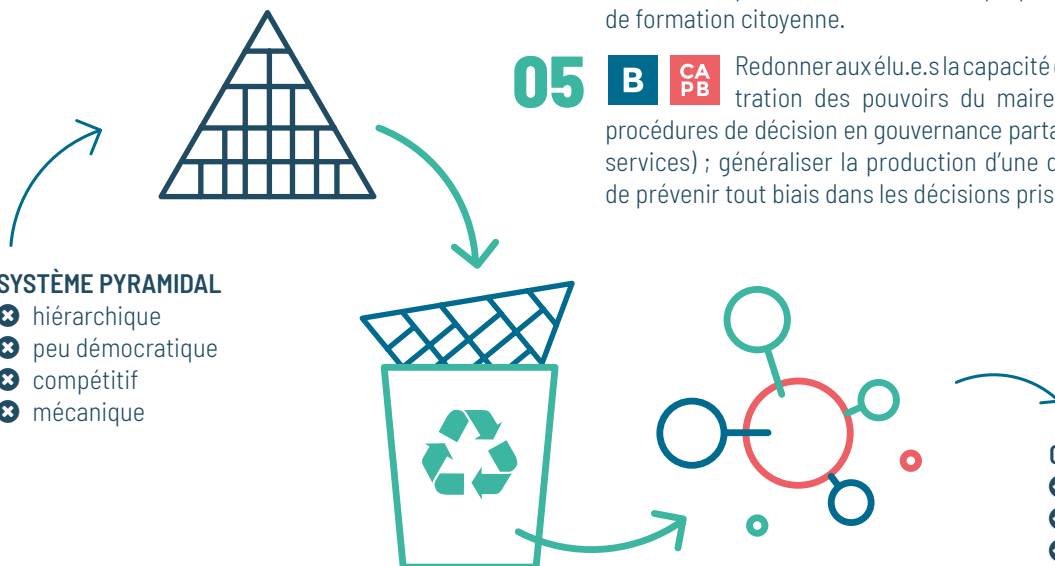 de formation citoyenne.
05 B CA PB Redonner aux élu.e.s la capacité
tration des pouvoirs du maire
procédures de décision en gouvernance
services) ; généraliser la production d’une
de prévenir tout biais dans les décisions
SYSTÈME PYRAMIDAL
hiérarchique
peu démocratique
compétitif
mécanique